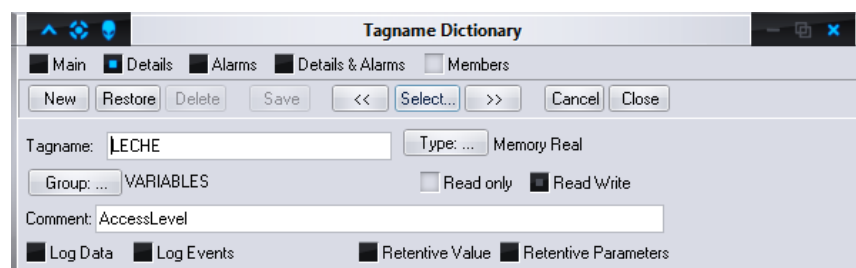 Tagname Dictionary
Main Details Alarms Details & Alarms Members
New Restore Delete Save << Select... >> Cancel Close
Tagname: LECHE Type: ... Memory Real
Group: ... VARIABLES Read only Read Write
Comment: AccessLevel
Log Data Log Events Retentive Value Retentive Parameters